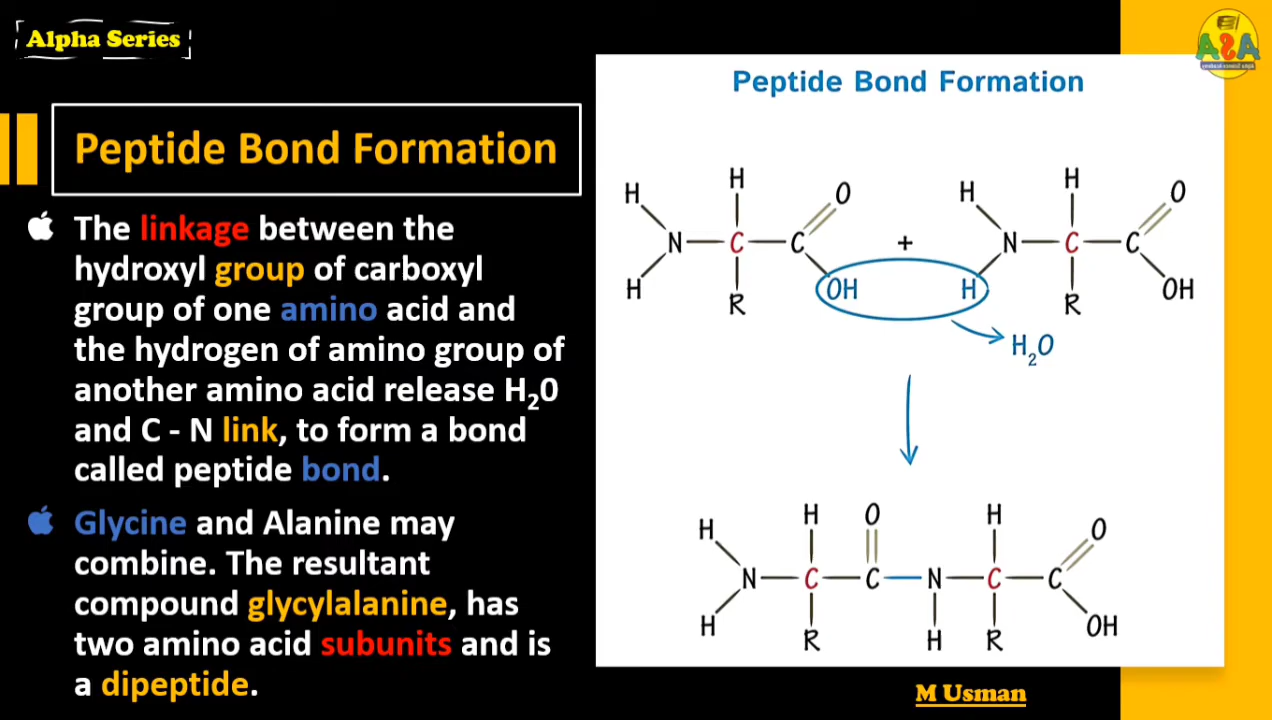 Alpha Series
ASA
Peptide Bond Formation
The linkage between the
hydroxyl group of carboxyl
group of one amino acid and
the hydrogen of amino group of
another amino acid release H₂0
and C - N link, to form a bond
called peptide bond.
Glycine and Alanine may
combine. The resultant
compound glycylalanine, has
two amino acid subunits and is
a dipeptide.
Peptide Bond Formation
H H O H H O
N C C + N C C
H R OH H R OH
H₂O
H H O H O
N C C N C C
H R H R OH
M Usman